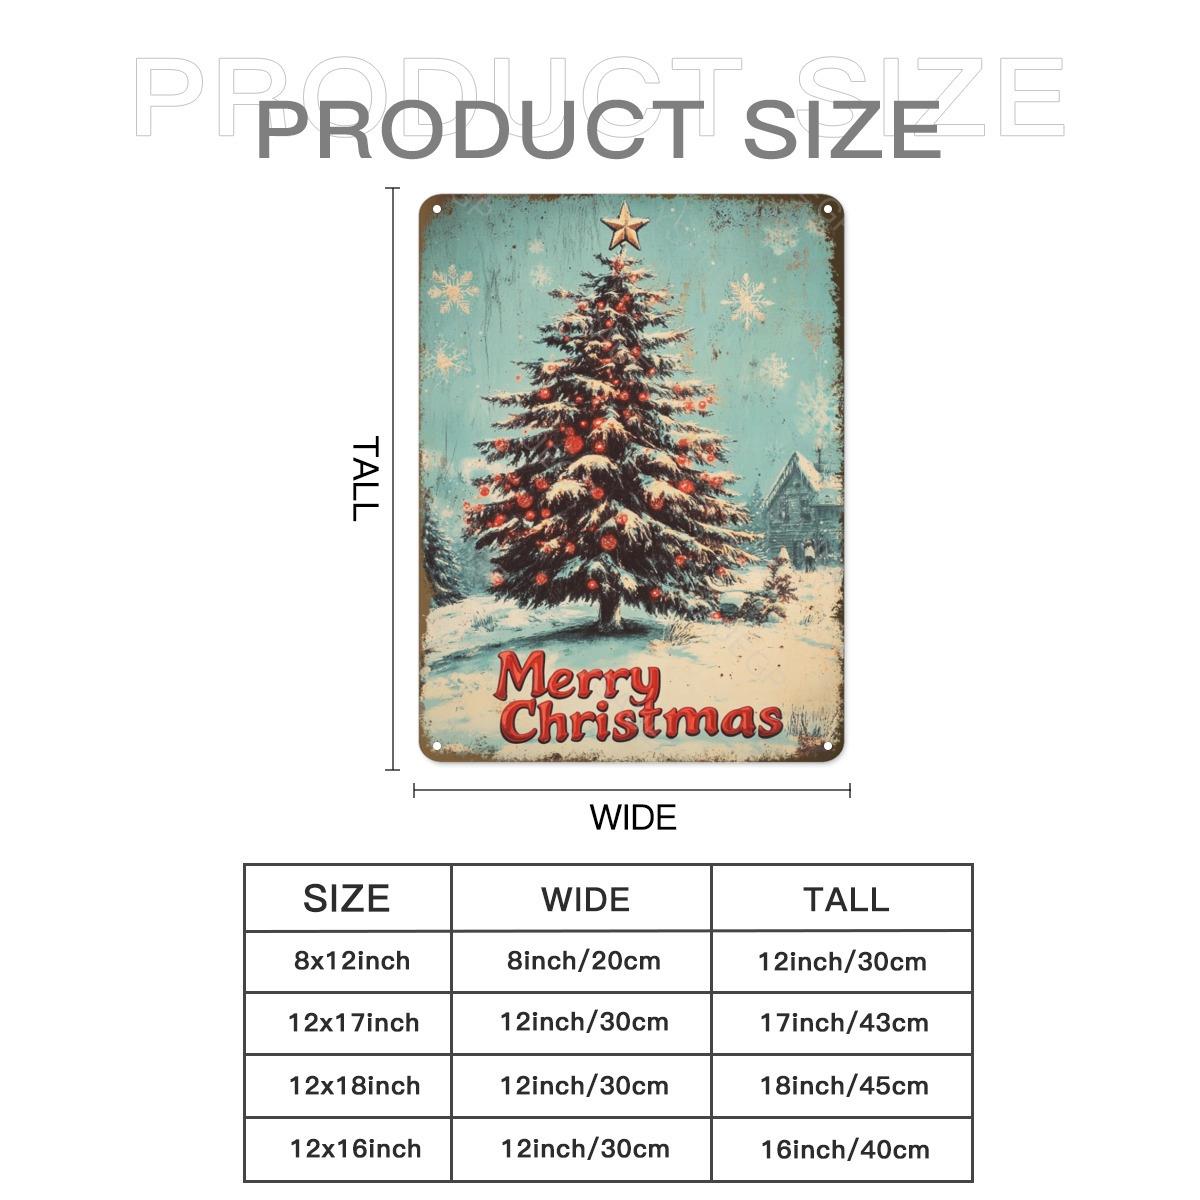 PRODUCT SIZE
PRODUCT SIZE
TALL
Merry
Christmas
WIDE
SIZE WIDE TALL
8x12inch 8inch/20cm 12inch/30cm
12x17inch 12inch/30cm 17inch/43cm
12x18inch 12inch/30cm 18inch/45cm
12x16inch 12inch/30cm 16inch/40cm